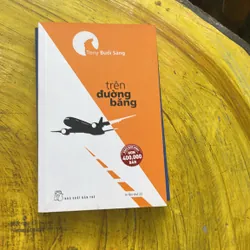 Tony Buổi Sáng
trên
đường
băng
400.000
NHÀ XUẤT BẢN TRẺ